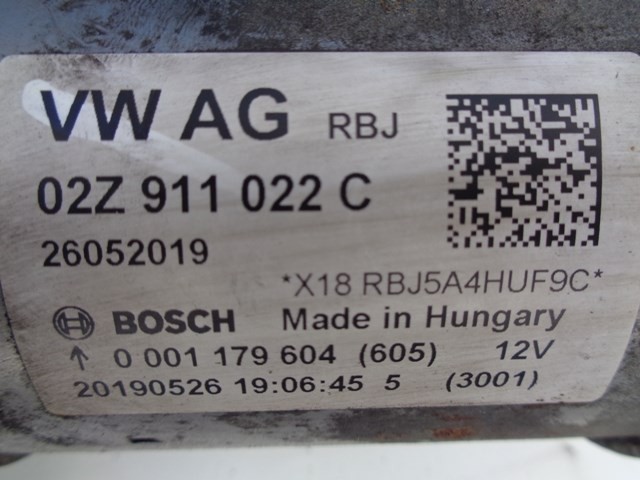 VW AG RBJ
02Z 911 022 C
26052019
*X18 RBJ5A4HUF9C*
BOSCH Made in Hungary
↑ 0 001 179 604 (605) 12V
20190526 19:06:45 5 (3001)